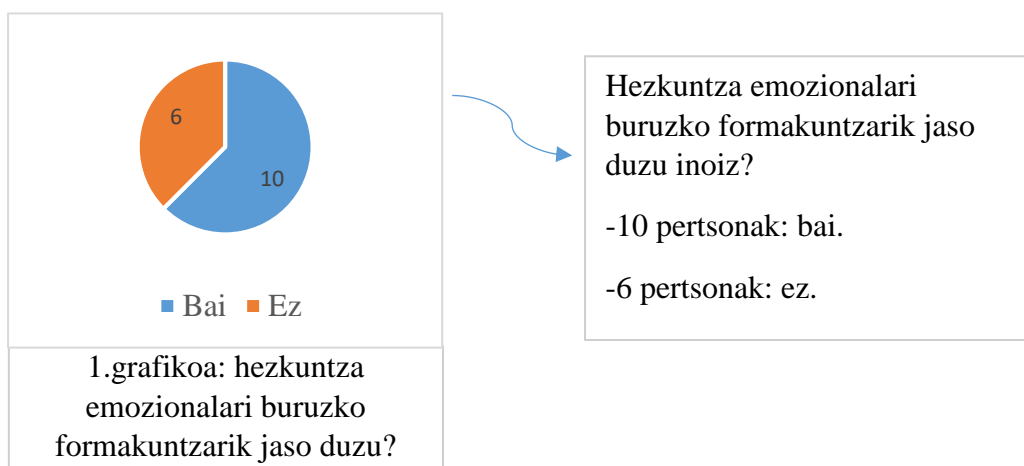 6
10
Bai Ez
1.grafikoa: hezkuntza
emozionalari buruzko
formakuntzarik jaso duzu?
Hezkuntza emozionalari
buruzko formakuntzarik jaso
duzu inoiz?
-10 pertsonak: bai.
-6 pertsonak: ez.